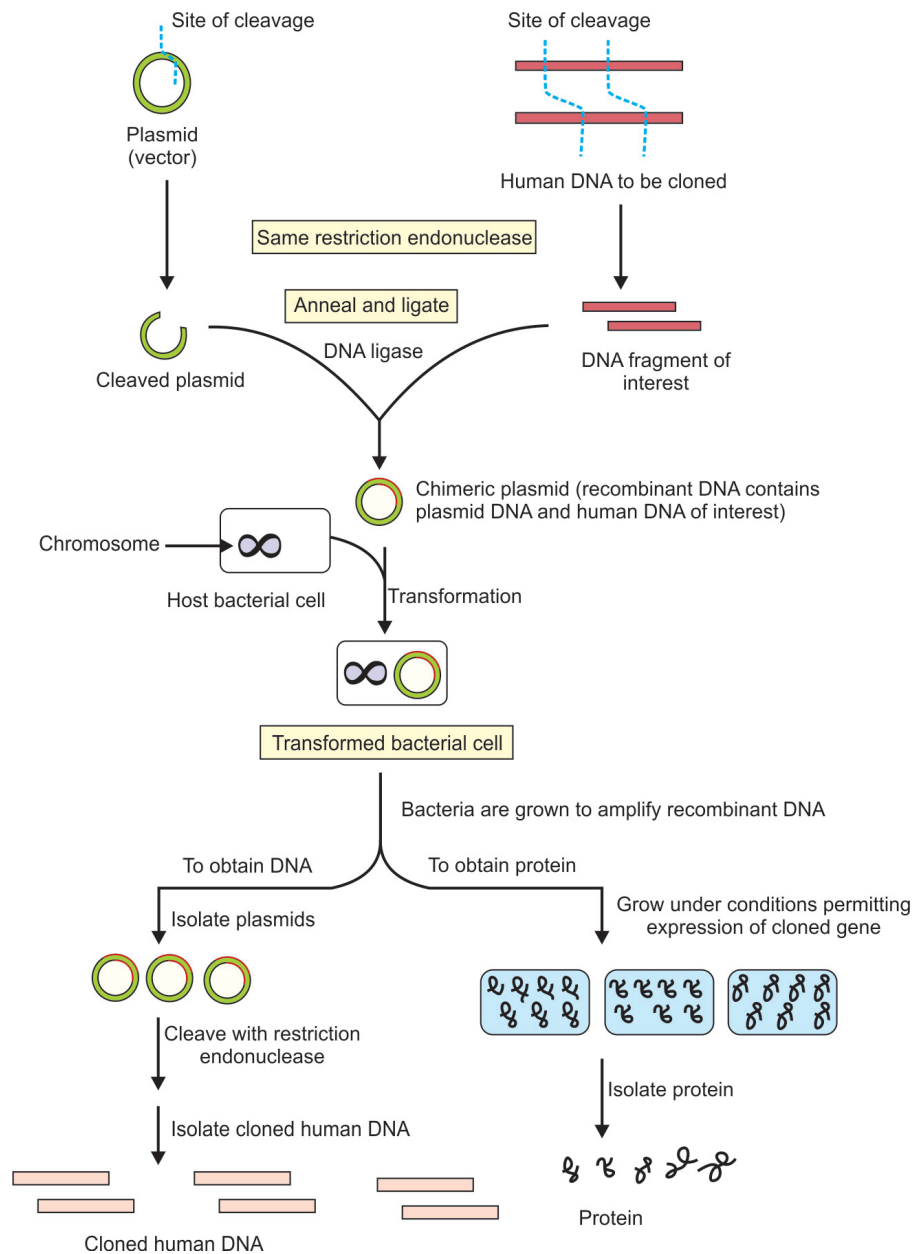 Site of cleavage
Site of cleavage
Plasmid
(vector)
Human DNA to be cloned
Same restriction endonuclease
Anneal and ligate
DNA ligase
Cleaved plasmid
DNA fragment of
interest
Chimeric plasmid (recombinant DNA contains
plasmid DNA and human DNA of interest)
Chromosome
Host bacterial cell
Transformation
Transformed bacterial cell
Bacteria are grown to amplify recombinant DNA
To obtain DNA
To obtain protein
Isolate plasmids
Grow under conditions permitting
expression of cloned gene
Cleave with restriction
endonuclease
Isolate protein
Isolate cloned human DNA
Protein
Cloned human DNA